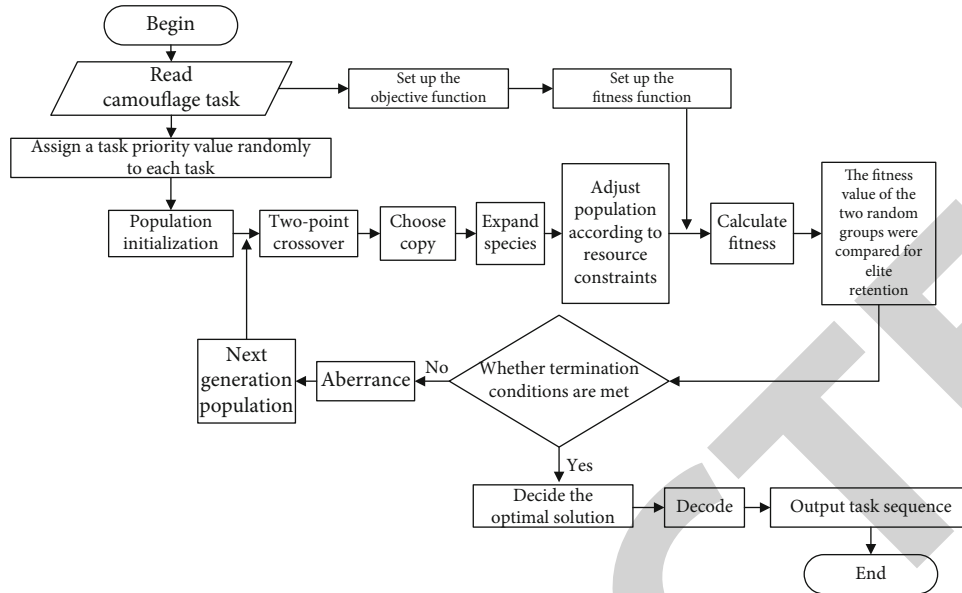 Begin
Read
camouflage task
Set up the
objective function
Set up the
fitness function
Assign a task priority value randomly
to each task
Population
initialization
Two-point
crossover
Choose
copy
Expand
species
Adjust
population
according to
resource
constraints
Calculate
fitness
The fitness
value of the
two random
groups were
compared for
elite
retention
Whether termination
conditions are met
No
Aberrance
Next
generation
population
Yes
Decide the
optimal solution
Decode
Output task sequence
End